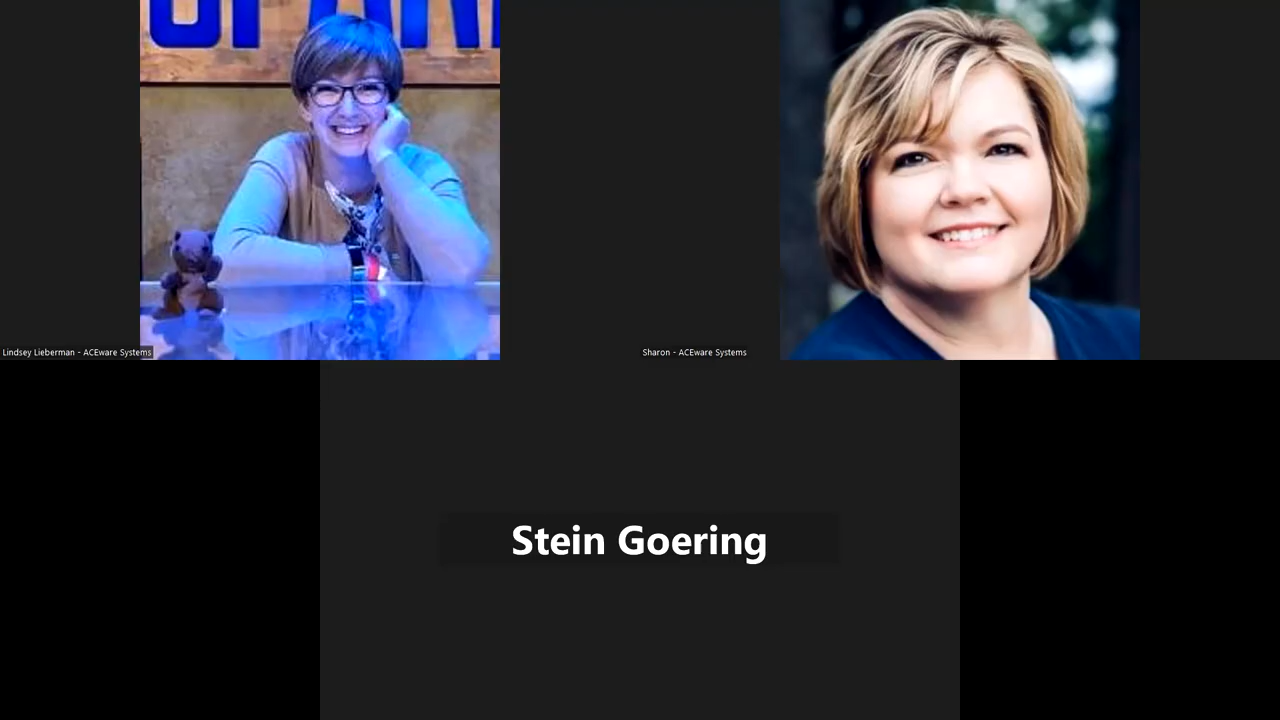 Lindsey Lieberman - ACEware Systems
Sharon - ACEware Systems
Stein Goering